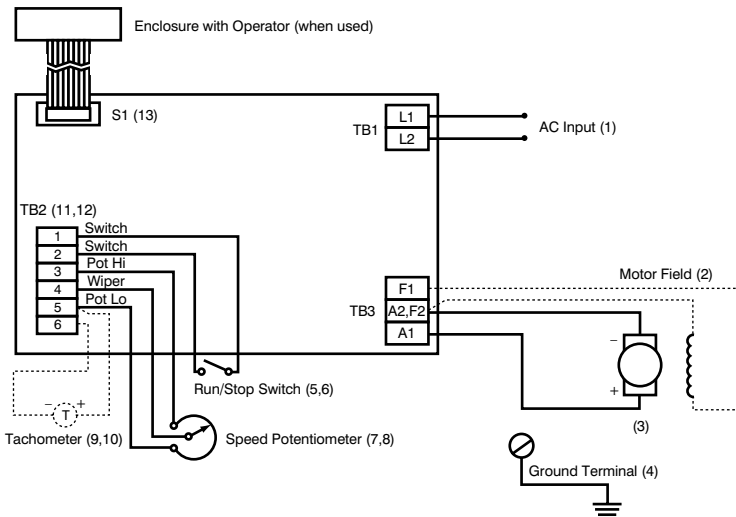 Enclosure with Operator (when used)
S1 (13)
TB1
L1
L2
AC Input (1)
TB2 (11,12)
1
2
3
4
5
6
Switch
Switch
Pot Hi
Wiper
Pot Lo
TB3
F1
A2,F2
A1
Motor Field (2)
−
+
(3)
Run/Stop Switch (5,6)
− T +
Tachometer (9,10)
Speed Potentiometer (7,8)
Ground Terminal (4)